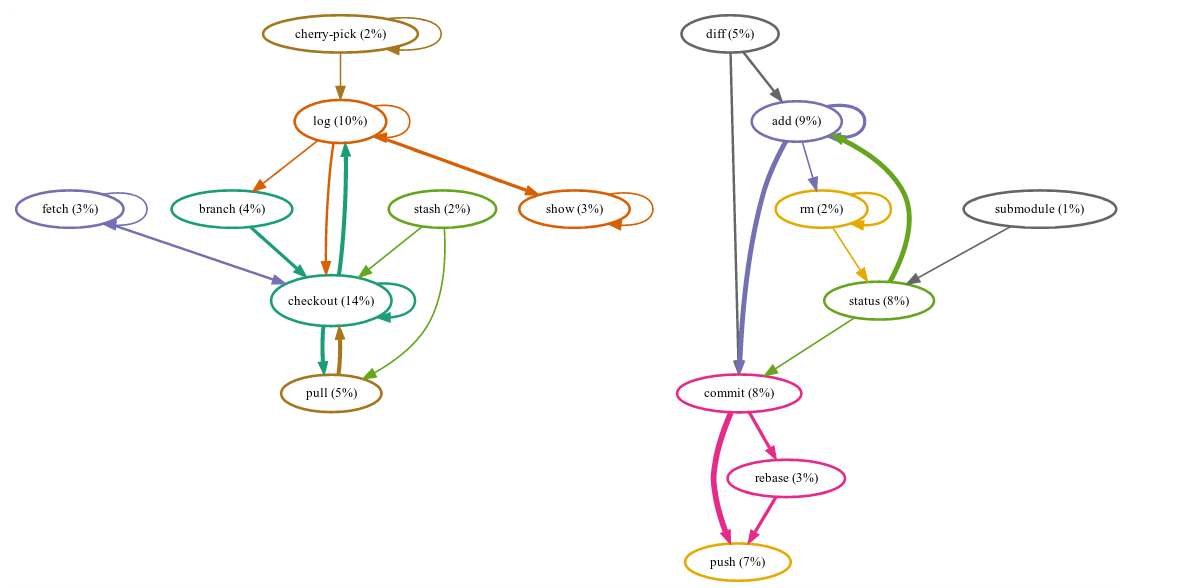 cherry-pick (2%)
diff (5%)
log (10%)
add (9%)
fetch (3%)
branch (4%)
stash (2%)
show (3%)
rm (2%)
submodule (1%)
checkout (14%)
status (8%)
pull (5%)
commit (8%)
rebase (3%)
push (7%)